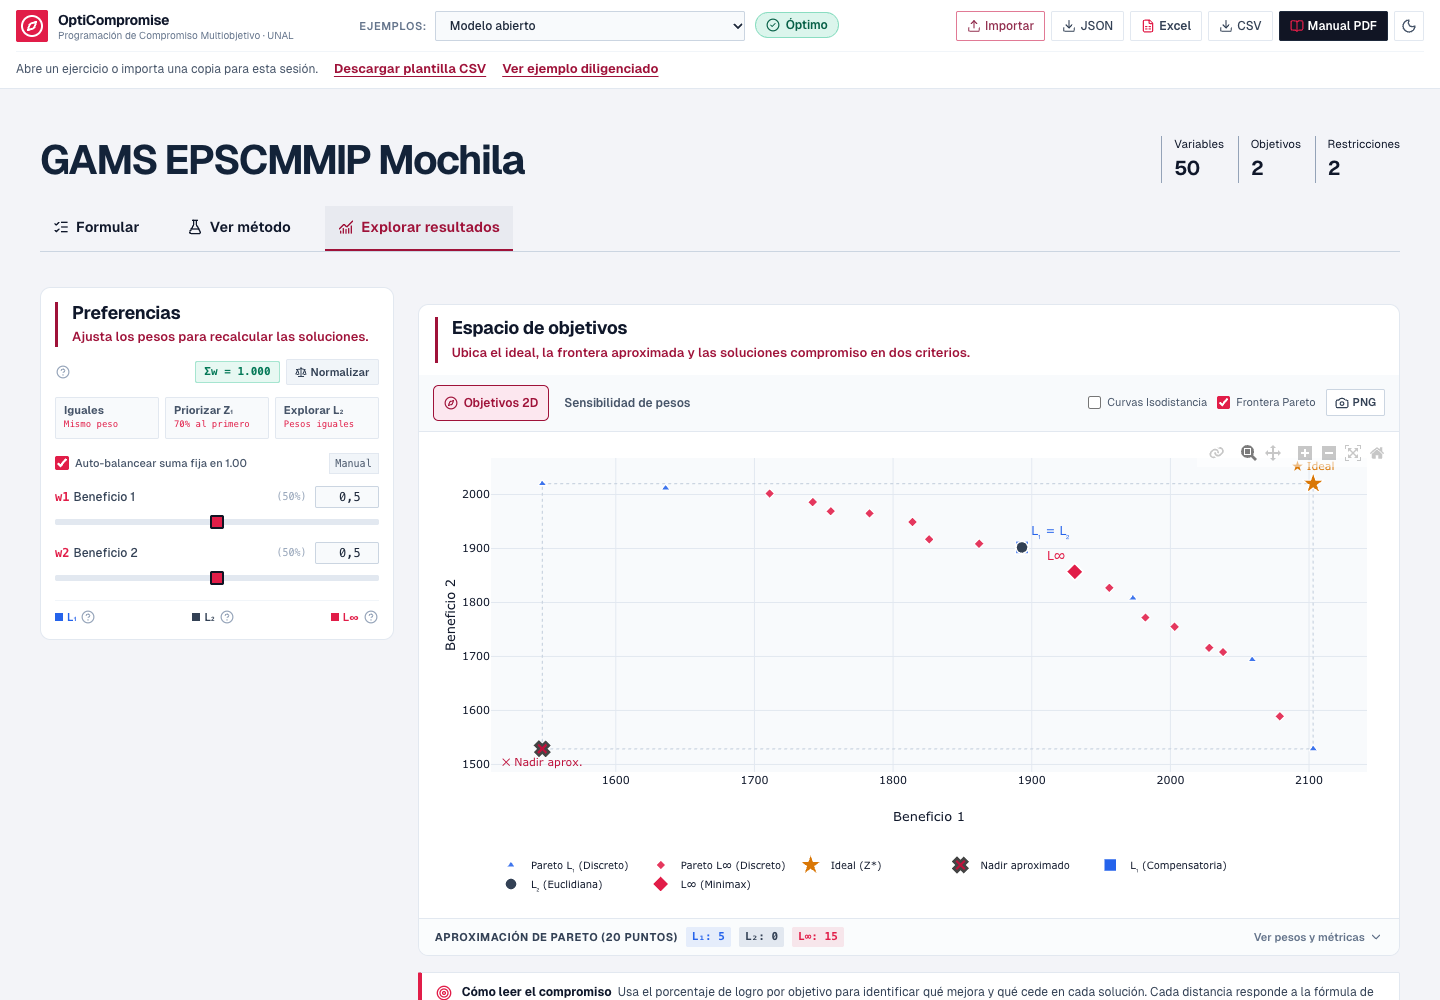 OptiCompromise
Programación de Compromiso Multiobjetivo · UNAL
EJEMPLOS:
Modelo abierto
Óptimo
Importar
JSON
Excel
CSV
Manual PDF
Abre un ejercicio o importa una copia para esta sesión.
Descargar plantilla CSV
Ver ejemplo diligenciado
GAMS EPSCMMIP Mochila
Variables
50
Objetivos
2
Restricciones
2
Formular
Ver método
Explorar resultados
Preferencias
Ajusta los pesos para recalcular las soluciones.
Σw = 1.000
Normalizar
Iguales
Mismo peso
Priorizar Z₁
70% al primero
Explorar L₂
Pesos iguales
Auto-balancear suma fija en 1.00
Manual
w1 Beneficio 1
(50%)
0,5
w2 Beneficio 2
(50%)
0,5
L₁
L₂
L∞
Espacio de objetivos
Ubica el ideal, la frontera aproximada y las soluciones compromiso en dos criterios.
Objetivos 2D
Sensibilidad de pesos
Curvas Isodistancia
Frontera Pareto
PNG
★ Ideal
L₁ = L₂
L∞
× Nadir aprox.
2000
1900
1800
1700
1600
1500
Beneficio 2
1600
1700
1800
1900
2000
2100
Beneficio 1
Pareto L₁ (Discreto)
Pareto L∞ (Discreto)
Ideal (Z*)
Nadir aproximado
L₁ (Compensatoria)
L₂ (Euclidiana)
L∞ (Minimax)
APROXIMACIÓN DE PARETO (20 PUNTOS)
L₁: 5
L₂: 0
L∞: 15
Ver pesos y métricas
Cómo leer el compromiso Usa el porcentaje de logro por objetivo para identificar qué mejora y qué cede en cada solución. Cada distancia responde a la fórmula de